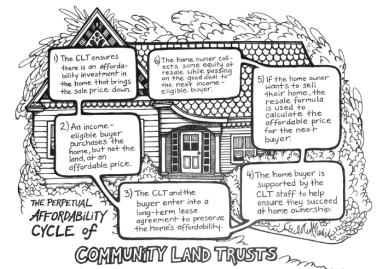 1) The CLT ensures
there is an afforda-
bility investment in
the home that brings
the sale price down.
2) An income-
eligible buyer
purchases the
home, but not the
land, at an
affordable price.
3) The CLT and the
buyer enter into a
long-term lease
agreement to preserve
the home's affordability.
4) The home buyer is
supported by the
CLT staff to help
ensure they succeed
at home ownership.
5) If the home owner
wants to sell
their home, the
resale formula
is used to
calculate the
affordable price
for the next
buyer.
6) The home owner coll-
ects some equity at
resale while passing
on the good deal to
the next income-
eligible buyer.
THE PERPETUAL
AFFORDABILITY
CYCLE of
COMMUNITY LAND TRUSTS